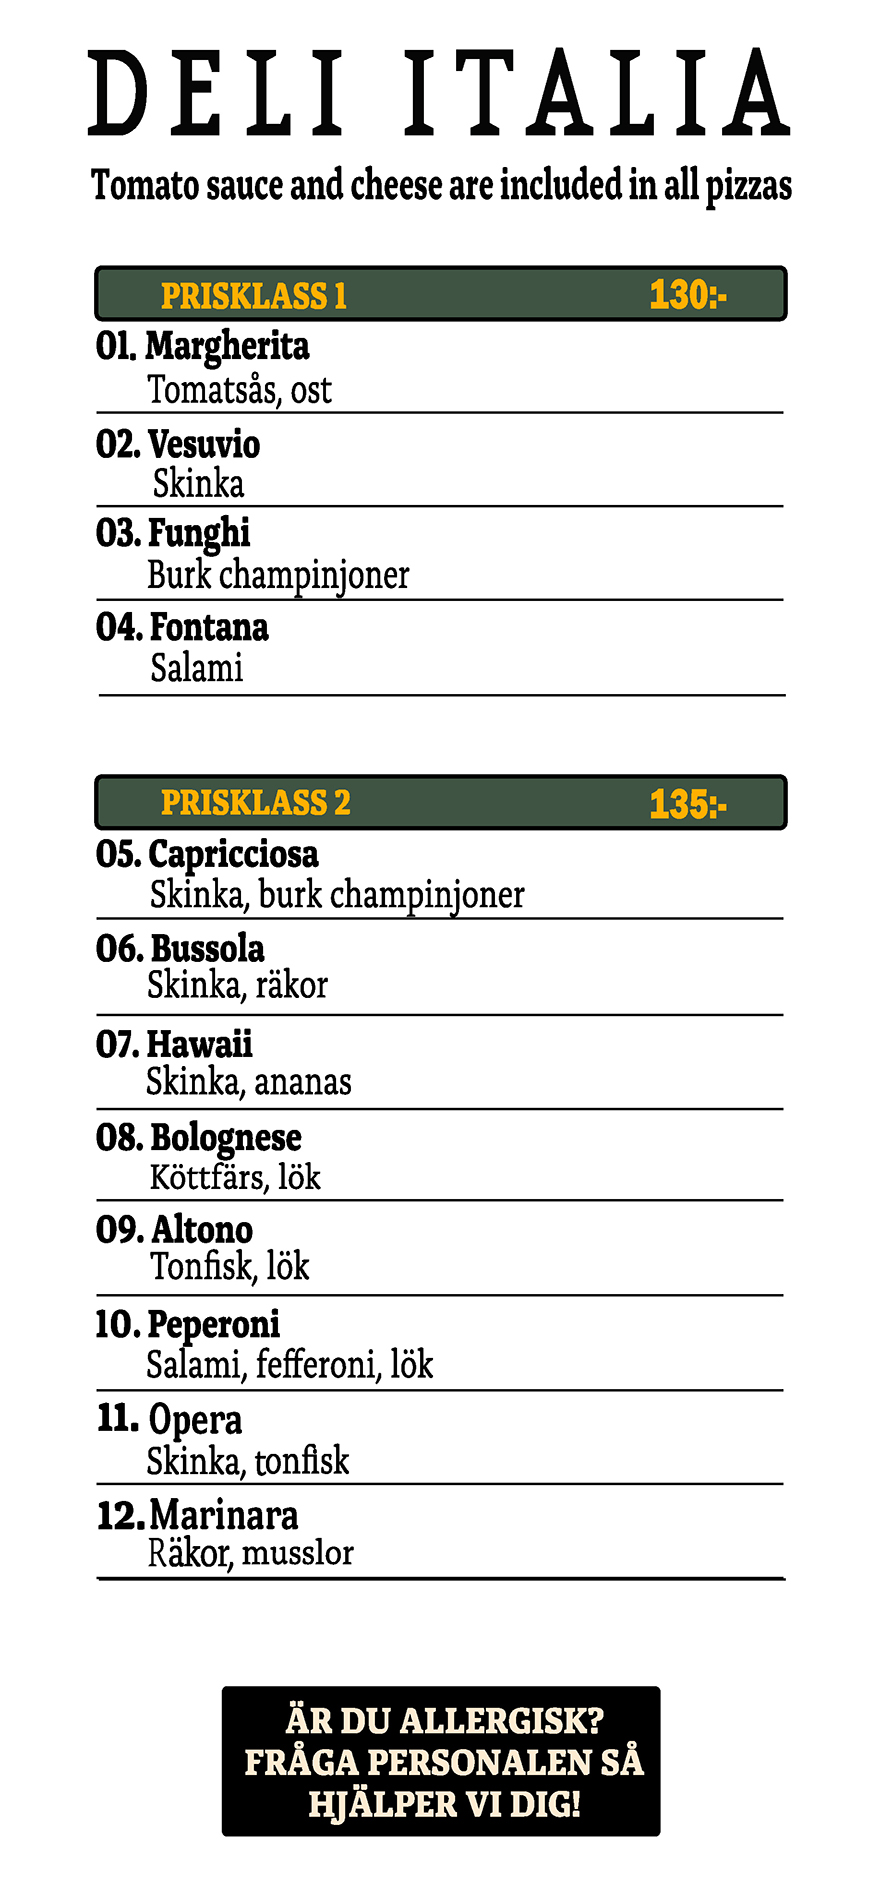 DELI ITALIA
Tomato sauce and cheese are included in all pizzas
PRISKLASS 1 130:-
01. Margherita
Tomatsås, ost
02. Vesuvio
Skinka
03. Funghi
Burk champinjoner
04. Fontana
Salami
PRISKLASS 2 135:-
05. Capricciosa
Skinka, burk champinjoner
06. Bussola
Skinka, räkor
07. Hawaii
Skinka, ananas
08. Bolognese
Köttfärs, lök
09. Altono
Tonfisk, lök
10. Peperoni
Salami, fefferoni, lök
11. Opera
Skinka, tonfisk
12. Marinara
Räkor, musslor
ÄR DU ALLERGISK?
FRÅGA PERSONALEN SÅ
HJÄLPER VI DIG!